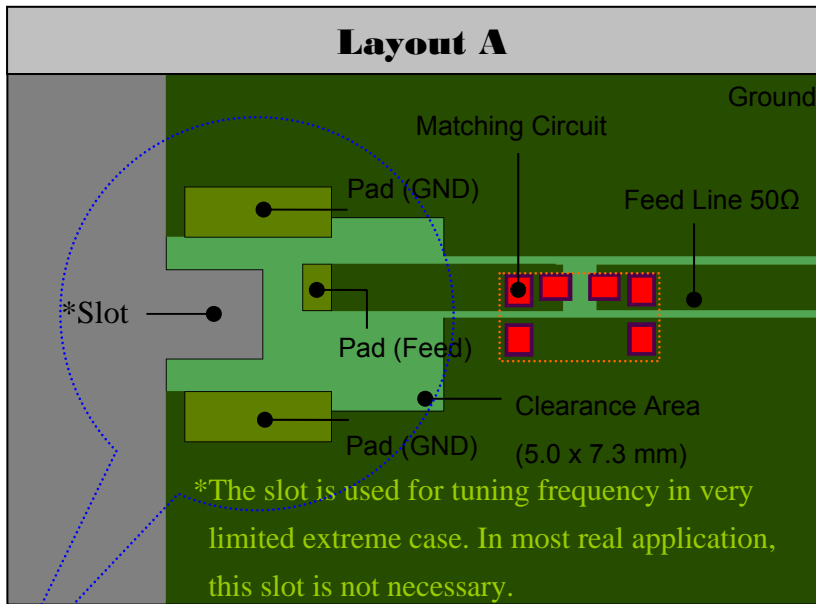 Layout A
Ground
Matching Circuit
Pad (GND)
Feed Line 50Ω
*Slot
Pad (Feed)
Clearance Area
(5.0 x 7.3 mm)
Pad (GND)
*The slot is used for tuning frequency in very
limited extreme case. In most real application,
this slot is not necessary.